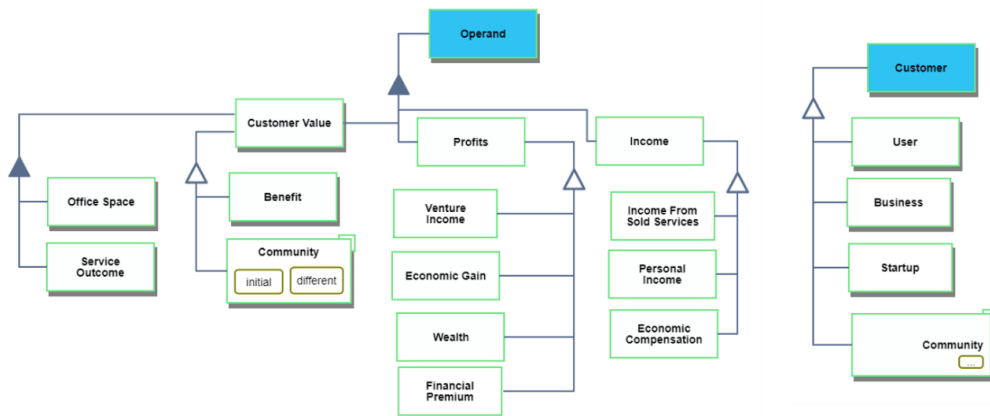 Operand
Customer
Customer Value
Profits
Income
User
Office Space
Benefit
Venture
Income
Income From
Sold Services
Business
Service
Outcome
Community
initial
different
Economic Gain
Personal
Income
Startup
Wealth
Economic
Compensation
Community
...
Financial
Premium